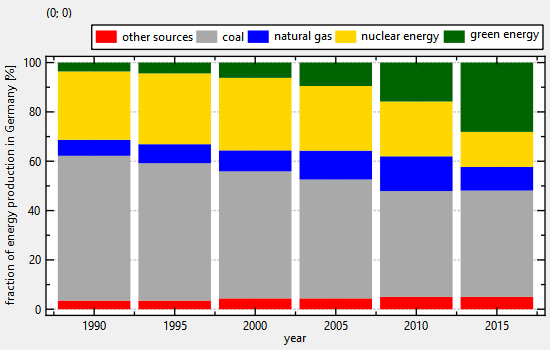 (0; 0)
other sources coal natural gas nuclear energy green energy
fraction of energy production in Germany [%]
100
80
60
40
20
0
1990 1995 2000 2005 2010 2015
year